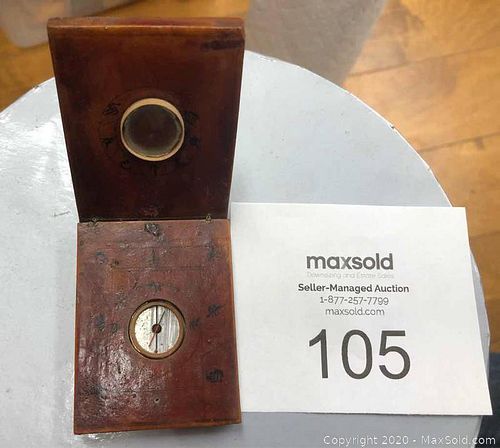 maxsold
Downsizing and Estate Sales
Seller-Managed Auction
1-877-257-7799
maxsold.com
105
Copyright © 2020 - MaxSold.com